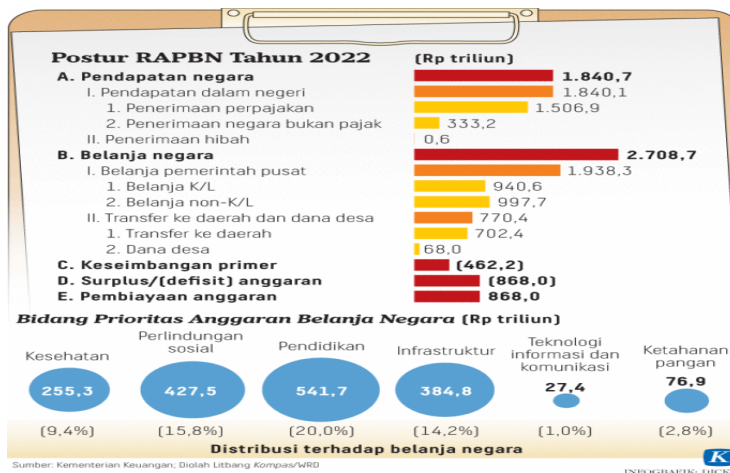 Postur RAPBN Tahun 2022 (Rp triliun)
A. Pendapatan negara 1.840,7
I. Pendapatan dalam negeri 1.840,1
1. Penerimaan perpajakan 1.506,9
2. Penerimaan negara bukan pajak 333,2
II. Penerimaan hibah 0,6
B. Belanja negara 2.708,7
I. Belanja pemerintah pusat 1.938,3
1. Belanja K/L 940,6
2. Belanja non-K/L 997,7
II. Transfer ke daerah dan dana desa 770,4
1. Transfer ke daerah 702,4
2. Dana desa 68,0
C. Keseimbangan primer (462,2)
D. Surplus/(defisit) anggaran (868,0)
E. Pembiayaan anggaran 868,0
Bidang Prioritas Anggaran Belanja Negara (Rp triliun)
Kesehatan
255,3
(9,4%)
Perlindungan
sosial
427,5
(15,8%)
Pendidikan
541,7
(20,0%)
Infrastruktur
384,8
(14,2%)
Teknologi
informasi dan
komunikasi
27,4
(1,0%)
Ketahanan
pangan
76,9
(2,8%)
Distribusi terhadap belanja negara
Sumber: Kementerian Keuangan; Diolah Litbang Kompas/WRD
K
INFOGRAFIK: